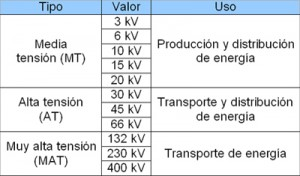 Tipo Valor Uso
Media tensión (MT)
3 kV
6 kV
10 kV
15 kV
20 kV
Producción y distribución de energía
Alta tensión (AT)
30 kV
45 kV
66 kV
Transporte y distribución de energía
Muy alta tensión (MAT)
132 kV
230 kV
400 kV
Transporte de energía